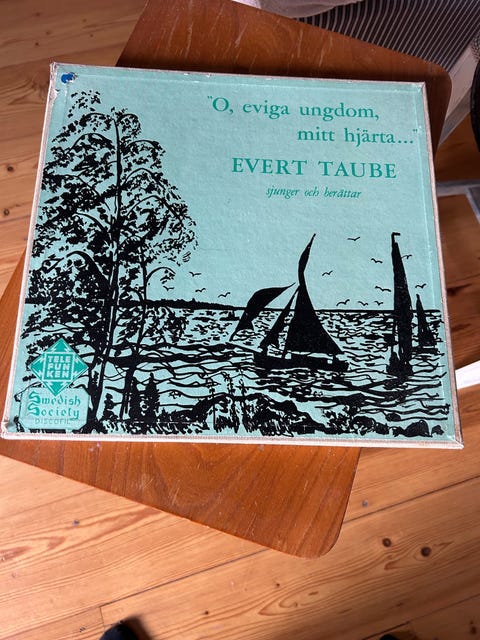 "O, eviga ungdom,
mitt hjärta..."
EVERT TAUBE
sjunger och berättar
TELE
FUN
KEN
Swedish
Society
DISCOFIL